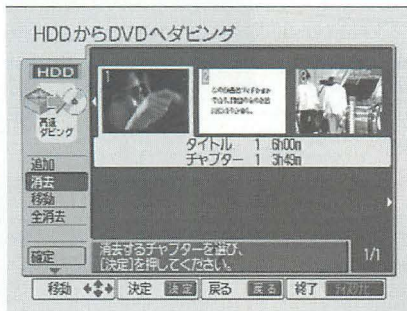 HDDからDVDへダビング
HDD
高速
ダビング
1
2
3
タイトル 1 6h00m
チャプター 1 3h49m
追加
消去
移動
全消去
確定
消去するチャプターを選び、
[決定]を押してください。
1/1
移動 決定 決定 戻る 戻る 終了